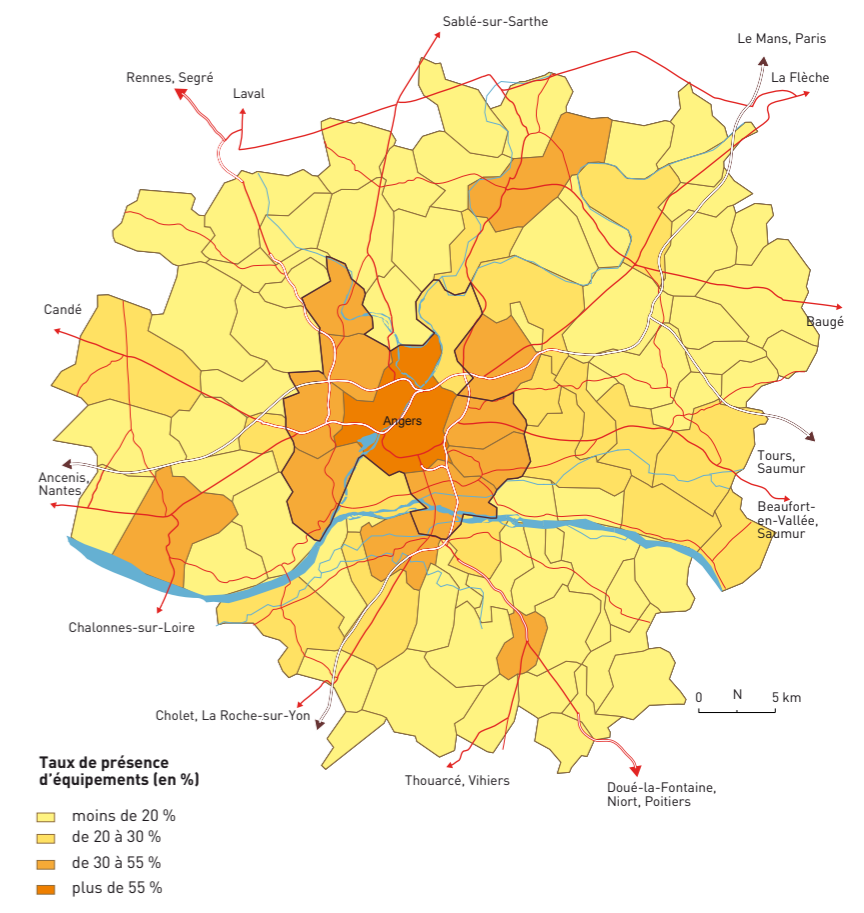 Sablé-sur-Sarthe
Le Mans, Paris
Rennes, Segré
La Flèche
Laval
Candé
Baugé
Angers
Ancenis,
Nantes
Tours,
Saumur
Beaufort-
en-Vallée,
Saumur
Chalonnes-sur-Loire
0 N 5 km
Cholet, La Roche-sur-Yon
Thouarcé, Vihiers
Doué-la-Fontaine,
Niort, Poitiers
Taux de présence
d'équipements (en %)
moins de 20 %
de 20 à 30 %
de 30 à 55 %
plus de 55 %